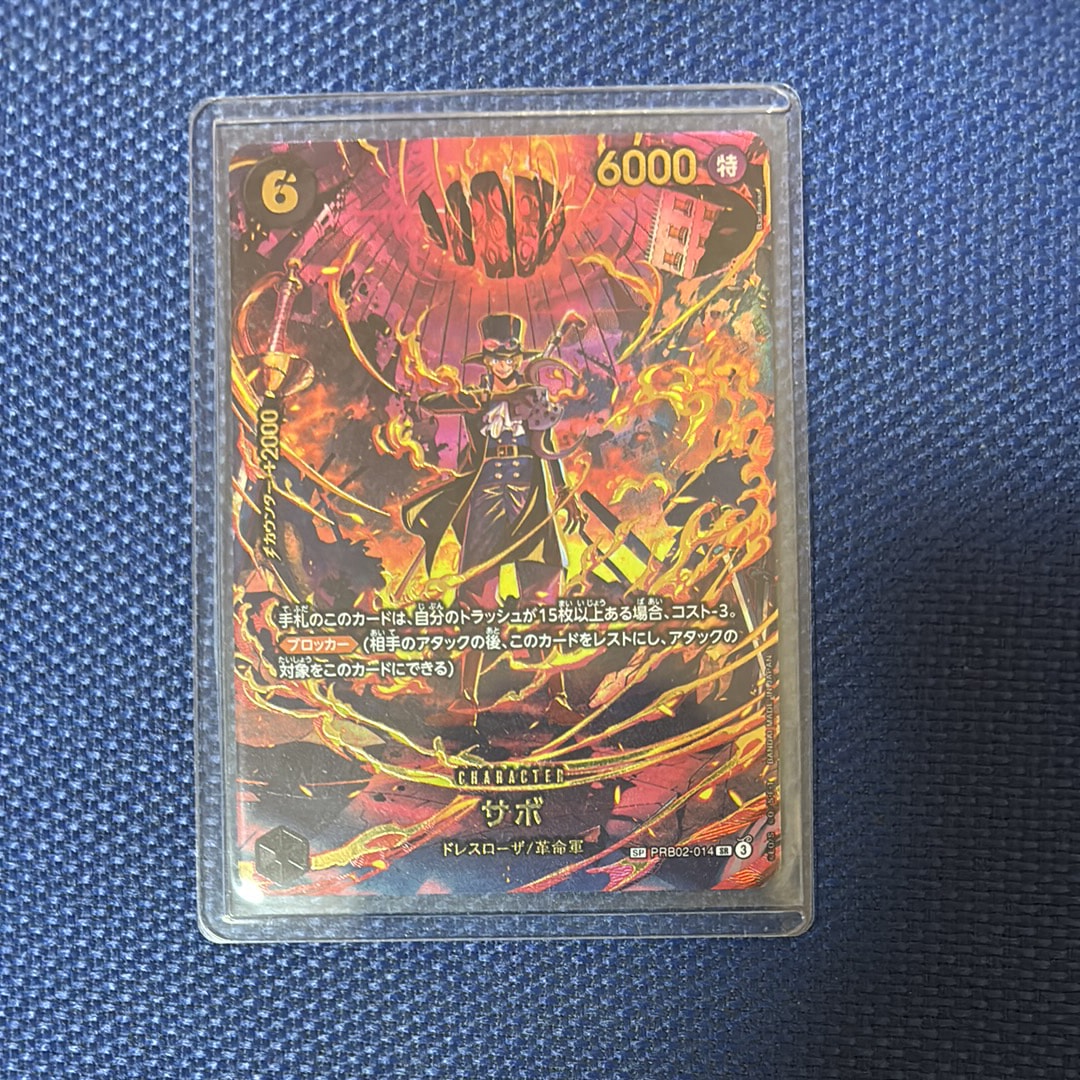 6
6000 特
カウンター+2000
手札のこのカードは、自分のトラッシュが15枚以上ある場合、コスト-3。
ブロッカー (相手のアタックの後、このカードをレストにし、アタックの
対象をこのカードにできる)
CHARACTER
サボ
ドレスローザ/革命軍
SP PRB02-014 SR 3